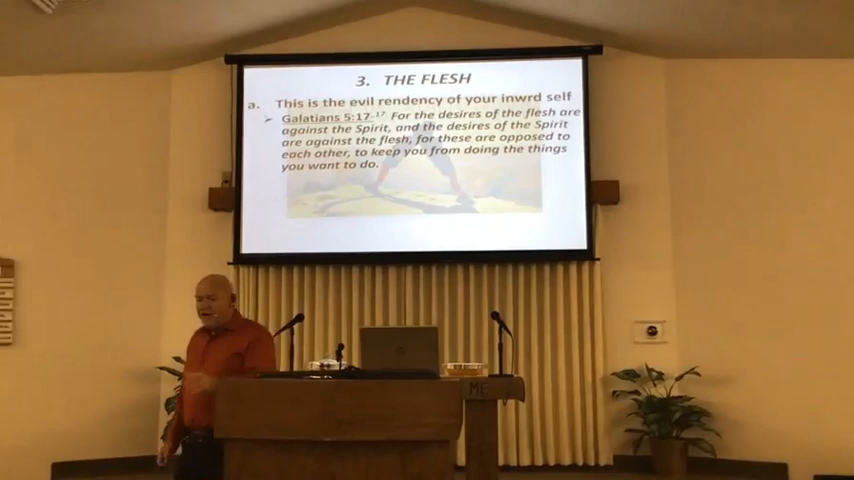 3. THE FLESH
a. This is the evil rendency of your inwrd self
➢ Galatians 5:17 17 For the desires of the flesh are
against the Spirit, and the desires of the Spirit
are against the flesh, for these are opposed to
each other, to keep you from doing the things
you want to do.
ME